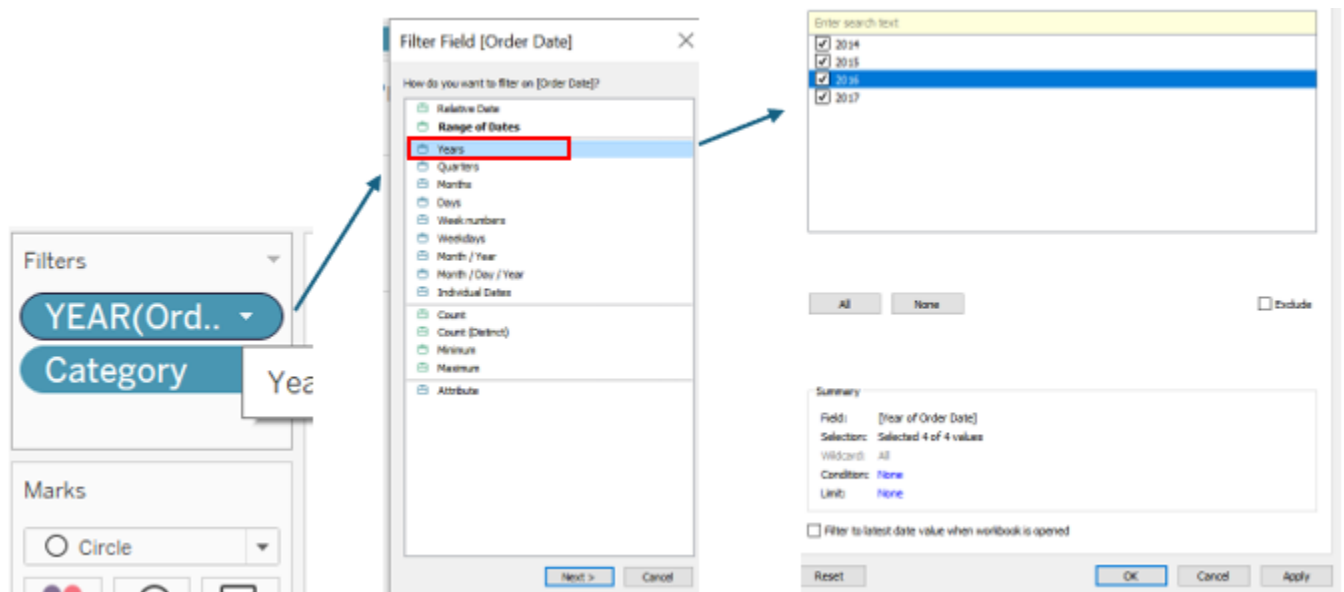 Filters
YEAR(Ord..
Category
Yea
Marks
Circle
Filter Field [Order Date]
How do you want to filter on [Order Date]?
Relative Date
Range of Dates
Years
Quarters
Months
Days
Week numbers
Weekdays
Month / Year
Month / Day / Year
Individual Dates
Count
Count (Distinct)
Minimum
Maximum
Attribute
Next >
Cancel
Enter search text
2014
2015
2016
2017
All
None
Exclude
Summary
Field: [Year of Order Date]
Selection: Selected 4 of 4 values
Wildcard: All
Condition: None
Limit: None
Filter to latest date value when workbook is opened
Reset
OK
Cancel
Apply